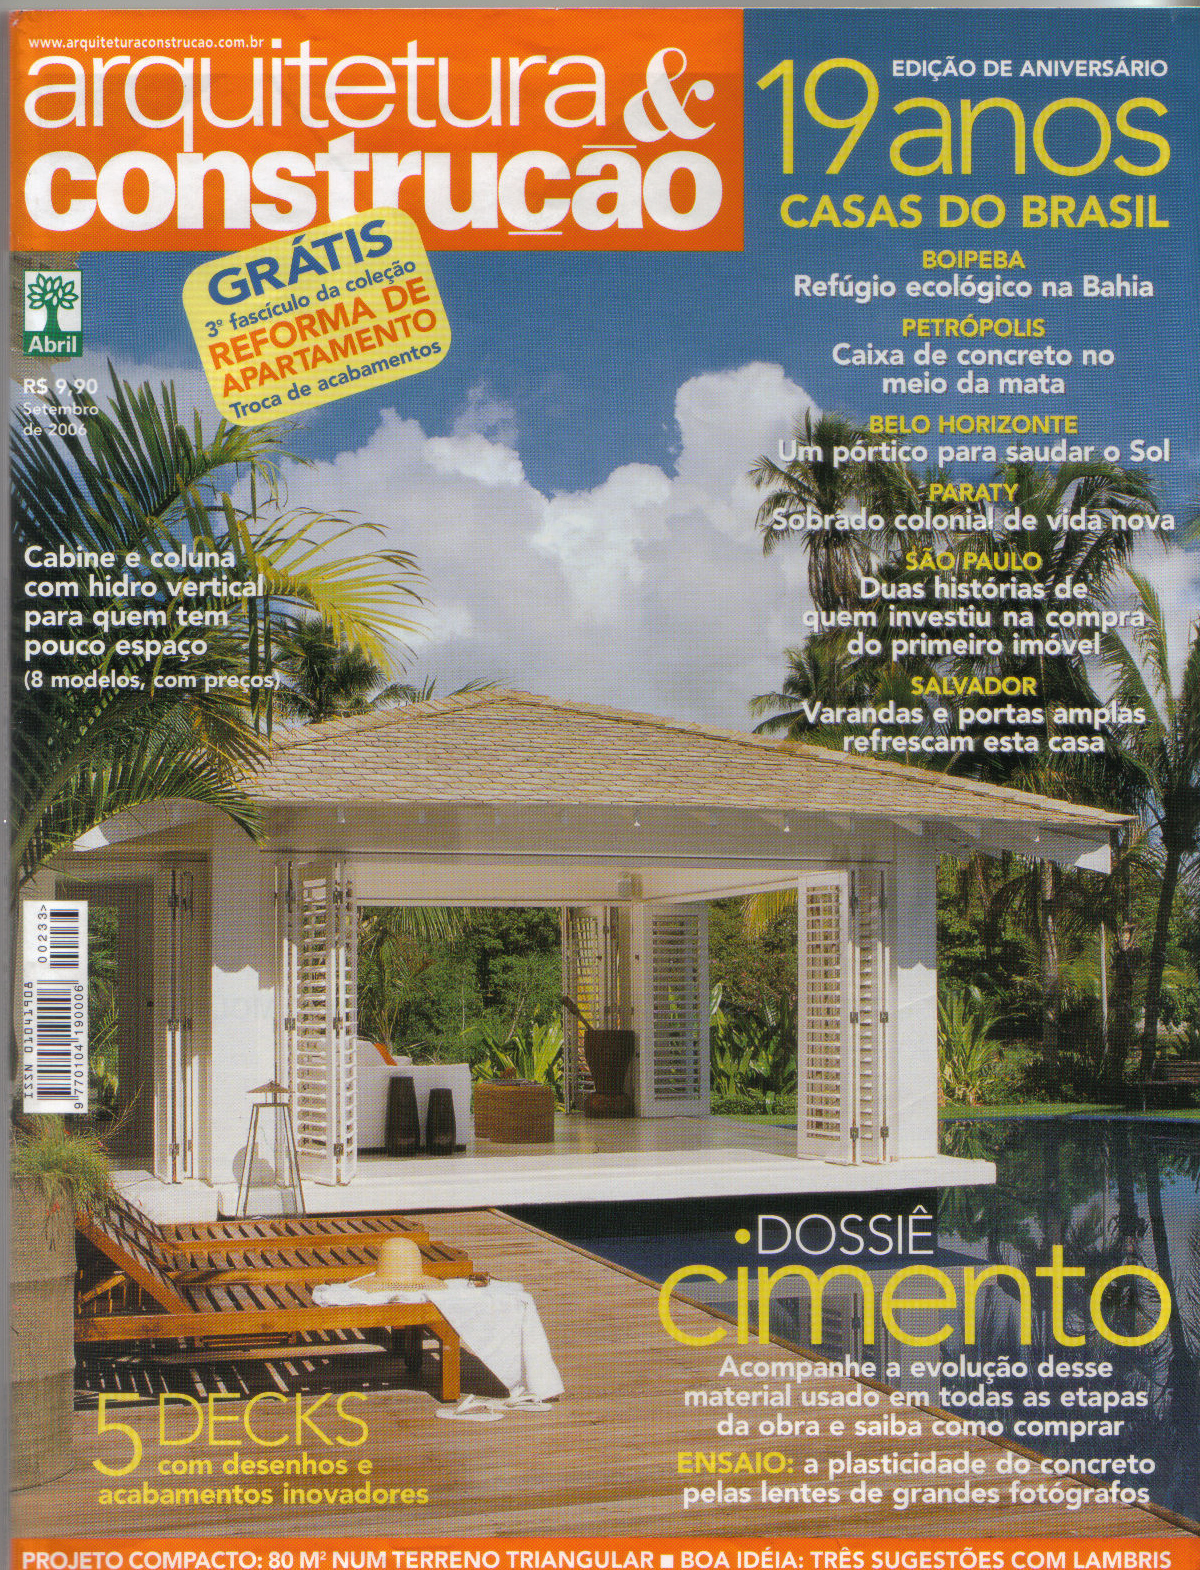 www.arquiteturaconstrucao.com.br
arquitetura &
construção
EDIÇÃO DE ANIVERSÁRIO
19 anos
CASAS DO BRASIL
BOIPEBA
Refúgio ecológico na Bahia
PETRÓPOLIS
Caixa de concreto no
meio da mata
BELO HORIZONTE
Um pórtico para saudar o Sol
PARATY
Sobrado colonial de vida nova
SÃO PAULO
Duas histórias de
quem investiu na compra
do primeiro imóvel
SALVADOR
Varandas e portas amplas
refrescam esta casa
GRÁTIS
3º fascículo da coleção
REFORMA DE
APARTAMENTO
Troca de acabamentos
Abril
R$ 9,90
Setembro
de 2006
Cabine e coluna
com hidro vertical
para quem tem
pouco espaço
(8 modelos, com preços)
ISSN 01041908
9 770104 190006
00233>
•DOSSIÊ
cimento
Acompanhe a evolução desse
material usado em todas as etapas
da obra e saiba como comprar
ENSAIO: a plasticidade do concreto
pelas lentes de grandes fotógrafos
5 DECKS
com desenhos e
acabamentos inovadores
PROJETO COMPACTO: 80 M² NUM TERRENO TRIANGULAR ■ BOA IDÉIA: TRÊS SUGESTÕES COM LAMBRIS